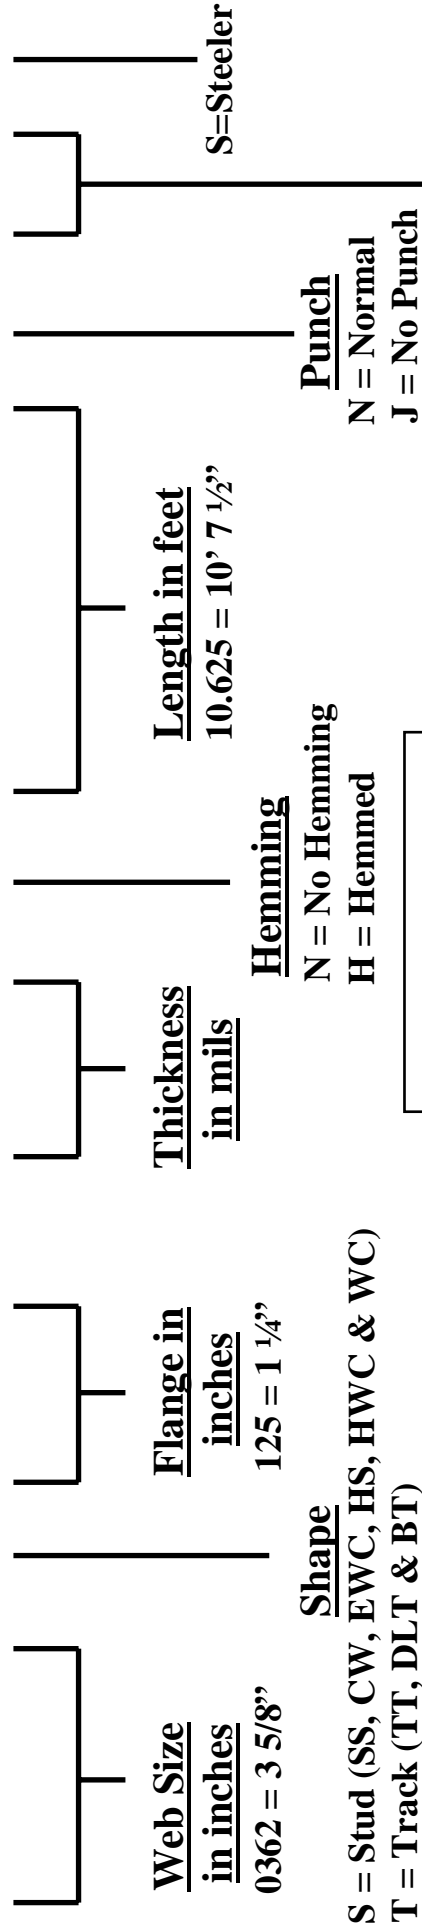 Web Size
in inches
0362 = 3 5/8”
Shape
S = Stud (SS, CW, EWC, HS, HWC & WC)
T = Track (TT, DLT & BT)
Flange in
inches
125 = 1 ¼”
Thickness
in mils
Hemming
N = No Hemming
H = Hemmed
Length in feet
10.625 = 10’ 7 ½”
Punch
N = Normal
J = No Punch
S=Steeler